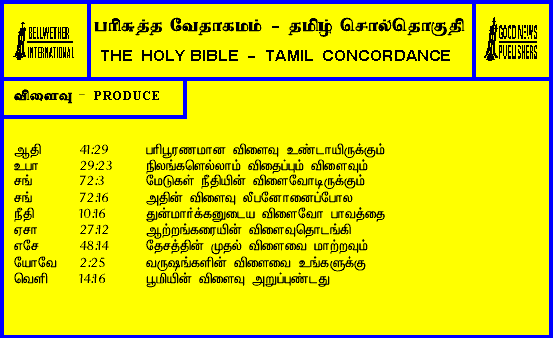 BELLWETHER
INTERNATIONAL
பரிசுத்த வேதாகமம் - தமிழ் சொல்தொகுதி
THE HOLY BIBLE - TAMIL CONCORDANCE
GOOD NEWS
PUBLISHERS
விளைவு - PRODUCE
ஆதி 41:29 பரிபூரணமான விளைவு உண்டாயிருக்கும்
உபா 29:23 நிலங்களெல்லாம் விதைப்பும் விளைவும்
சங் 72:3 மேடுகள் நீதியின் விளைவோடிருக்கும்
சங் 72:16 அதின் விளைவு லீபனோனைப்போல
நீதி 10:16 துன்மார்க்கனுடைய விளைவோ பாவத்தை
ஏசா 27:12 ஆற்றங்கரையின் விளைவுதொடங்கி
எசே 48:14 தேசத்தின் முதல் விளைவை மாற்றவும்
யோவே 2:25 வருஷங்களின் விளைவை உங்களுக்கு
வெளி 14:16 பூமியின் விளைவு அறுப்புண்டது